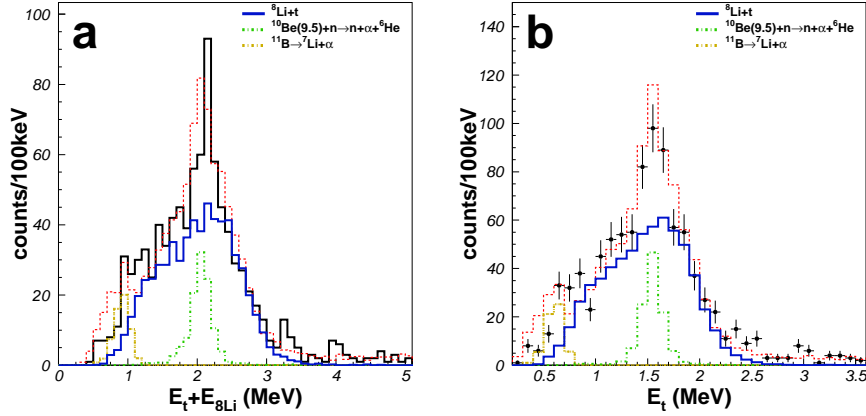 a
⁸Li+t
¹⁰Be(9.5)+n→n+α+⁶He
¹¹B→⁷Li+α
counts/100keV
100
80
60
40
20
0
0 1 2 3 4 5
E_t+E_8Li (MeV)
b
⁸Li+t
¹⁰Be(9.5)+n→n+α+⁶He
¹¹B→⁷Li+α
counts/100keV
140
120
100
80
60
40
20
0
0.5 1 1.5 2 2.5 3 3.5
E_t (MeV)